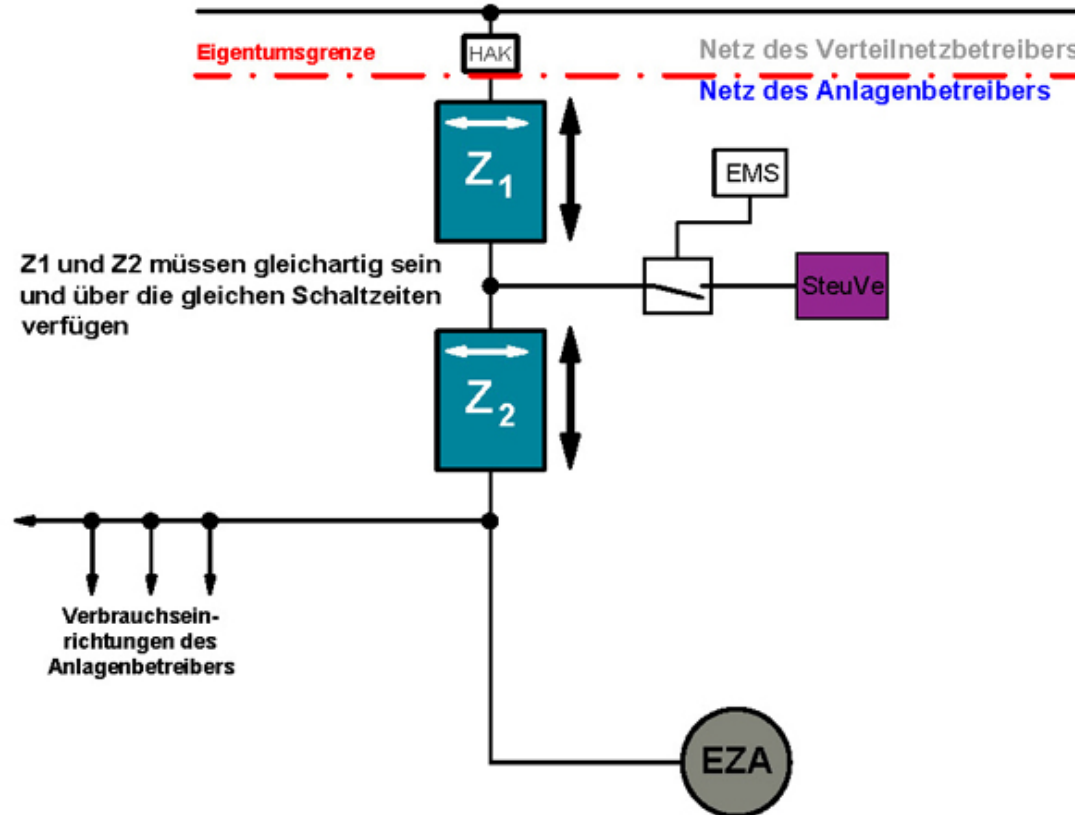 Eigentumsgrenze
HAK
Netz des Verteilnetzbetreibers
Netz des Anlagenbetreibers
Z1
EMS
Z1 und Z2 müssen gleichartig sein
und über die gleichen Schaltzeiten
verfügen
SteuVe
Z2
Verbrauchsein-
richtungen des
Anlagenbetreibers
EZA